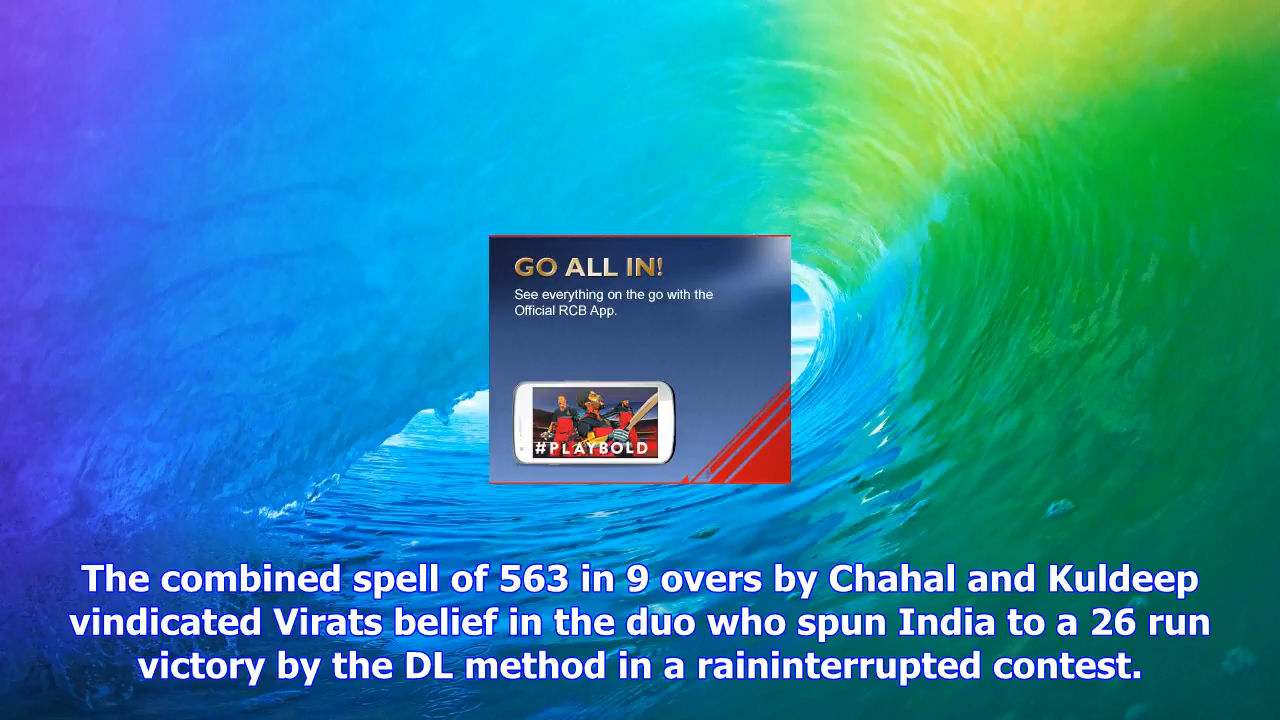 GO ALL IN!
See everything on the go with the
Official RCB App.
#PLAYBOLD
The combined spell of 563 in 9 overs by Chahal and Kuldeep
vindicated Virats belief in the duo who spun India to a 26 run
victory by the DL method in a raininterrupted contest.